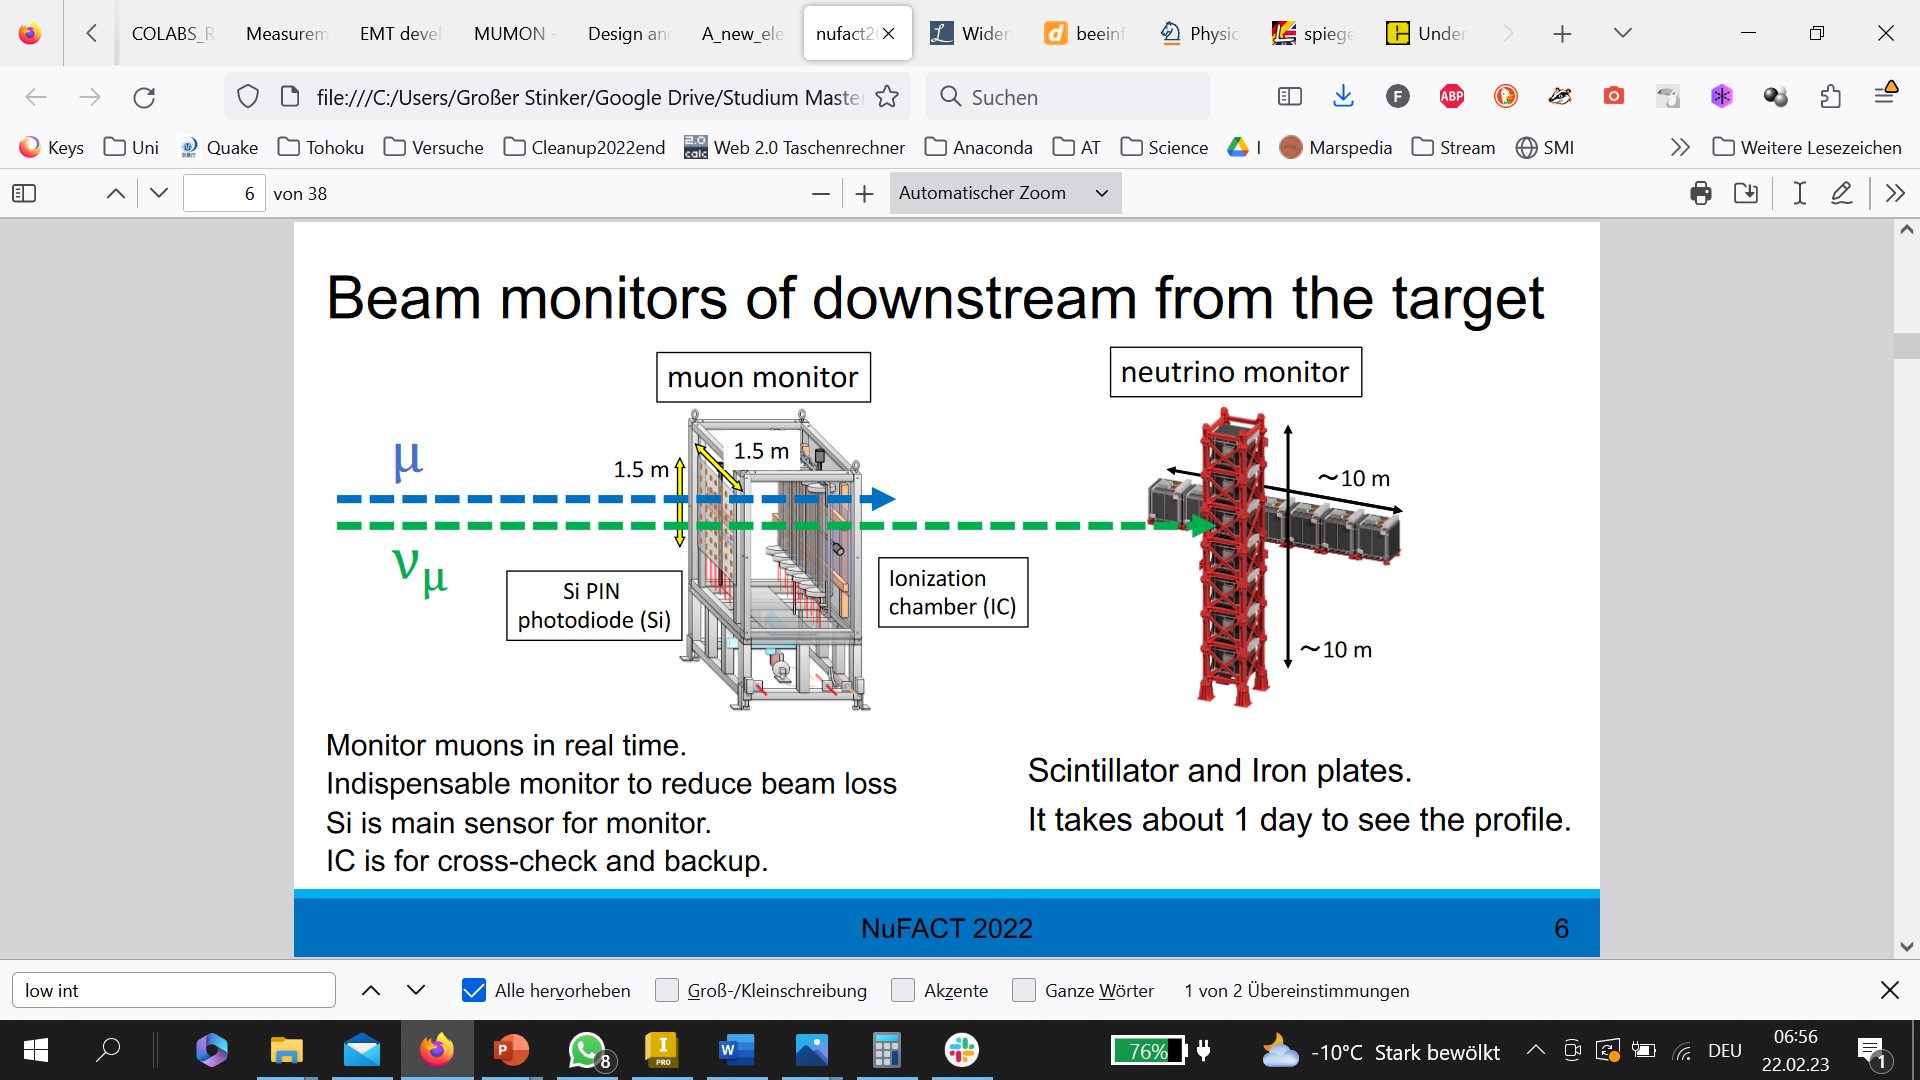 COLABS_R
Measurem
EMT devel
MUMON -
Design and
A_new_ele
nufact20
Wider
beeinf
Physic
spiege
Under
file:///C:/Users/Großer Stinker/Google Drive/Studium Master
Suchen
Keys
Uni
Quake
Tohoku
Versuche
Cleanup2022end
Web 2.0 Taschenrechner
Anaconda
AT
Science
I
Marspedia
Stream
SMI
Weitere Lesezeichen
6 von 38
Automatischer Zoom
Beam monitors of downstream from the target
muon monitor
neutrino monitor
μ
1.5 m
1.5 m
~10 m
νμ
Si PIN
photodiode (Si)
Ionization
chamber (IC)
~10 m
Monitor muons in real time.
Indispensable monitor to reduce beam loss
Si is main sensor for monitor.
IC is for cross-check and backup.
Scintillator and Iron plates.
It takes about 1 day to see the profile.
NuFACT 2022
6
low int
Alle hervorheben
Groß-/Kleinschreibung
Akzente
Ganze Wörter
1 von 2 Übereinstimmungen
8
76%
-10°C Stark bewölkt
DEU
06:56
22.02.23
1